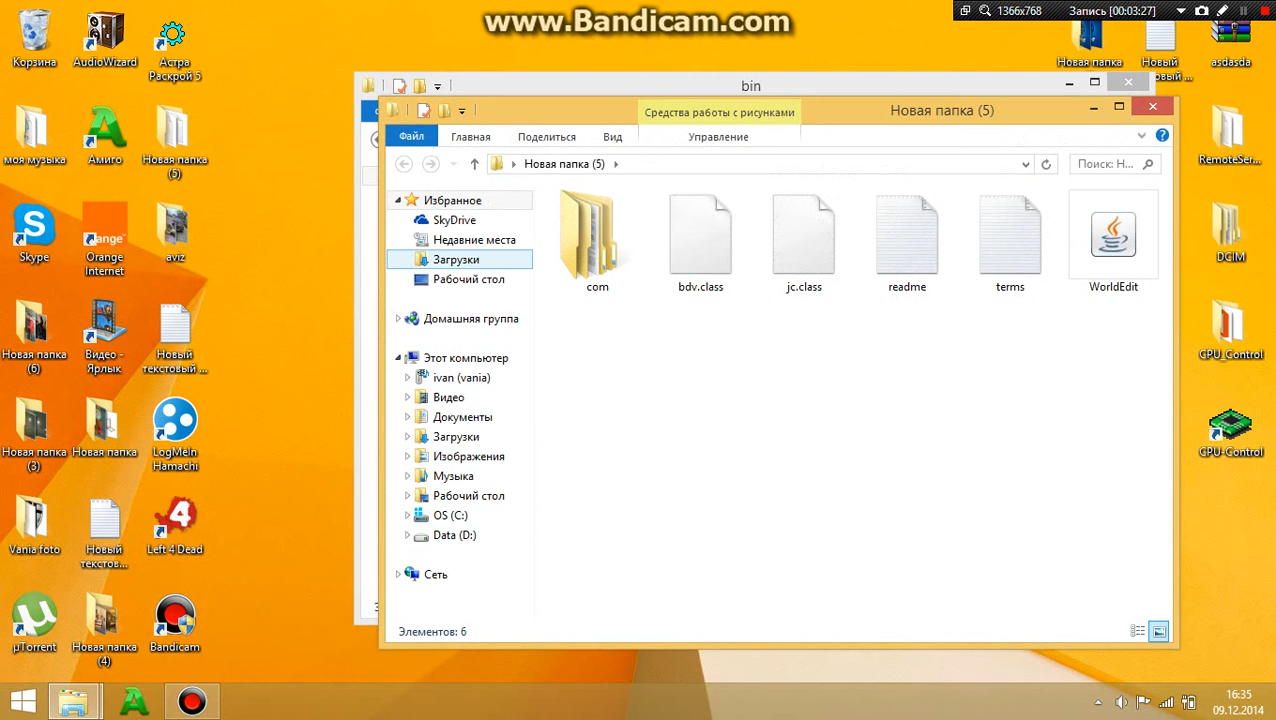 www.Bandicam.com
1366x768
Запись [00:03:27]
Корзина
AudioWizard
Астра Раскрой 5
моя музыка
Амиго
Новая папка (5)
Skype
Orange Internet
aviz
Новая папка (6)
Видео - Ярлык
Новый текстовый ...
Новая папка (3)
Новая папка
LogMeIn Hamachi
Vania foto
Новый текстов...
Left 4 Dead
µTorrent
Новая папка (4)
Bandicam
Новая папка
asdasda
RemoteSer...
DCIM
CPU_Control
CPU-Control
bin
Средства работы с рисунками
Новая папка (5)
Файл
Главная
Поделиться
Вид
Управление
Новая папка (5)
Поиск: Н...
Избранное
SkyDrive
Недавние места
Загрузки
Рабочий стол
Домашняя группа
Этот компьютер
ivan (vania)
Видео
Документы
Загрузки
Изображения
Музыка
Рабочий стол
OS (C:)
Data (D:)
Сеть
com
bdv.class
jc.class
readme
terms
WorldEdit
Элементов: 6
16:35
09.12.2014